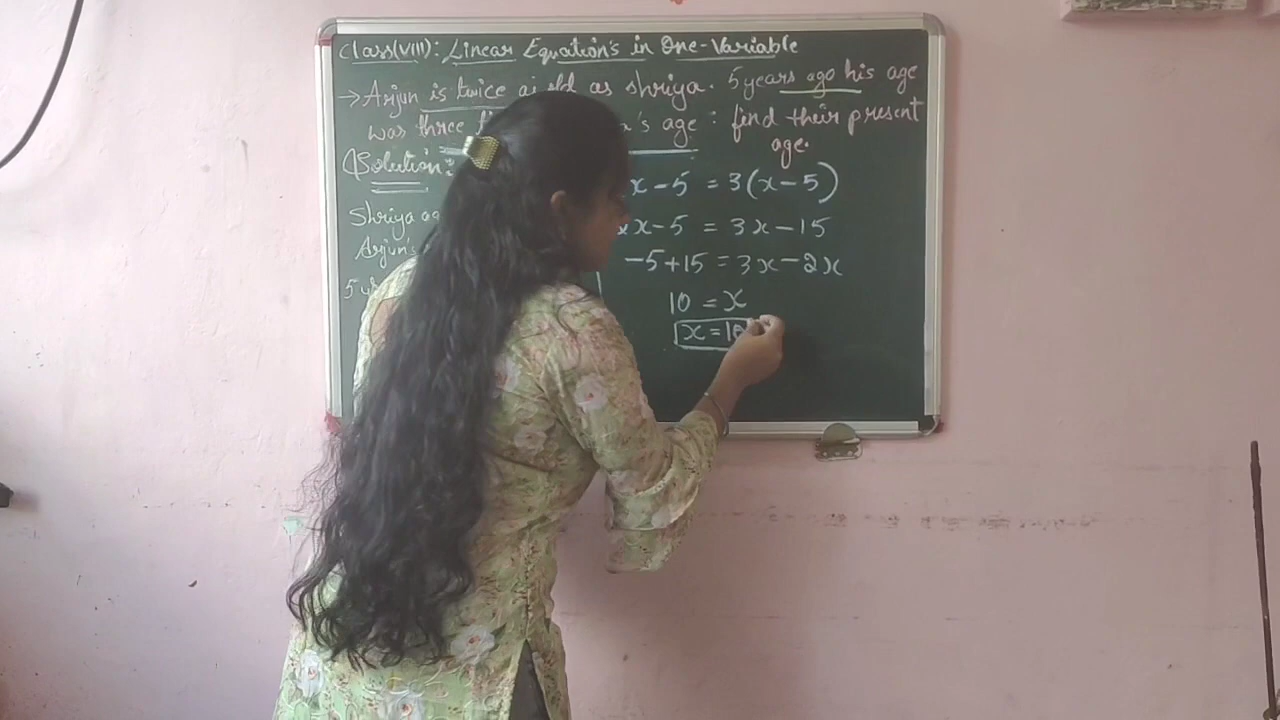 Class(VIII): Linear Equation's in One-Variable
→ Arjun is twice as old as shriya. 5 years ago his age
was three 's age : find their present
age.
Solution:
x-5 = 3(x-5)
x-5 = 3x-15
-5+15 = 3x-2x
10 = x
x=10
Shriya
Arjun's
5